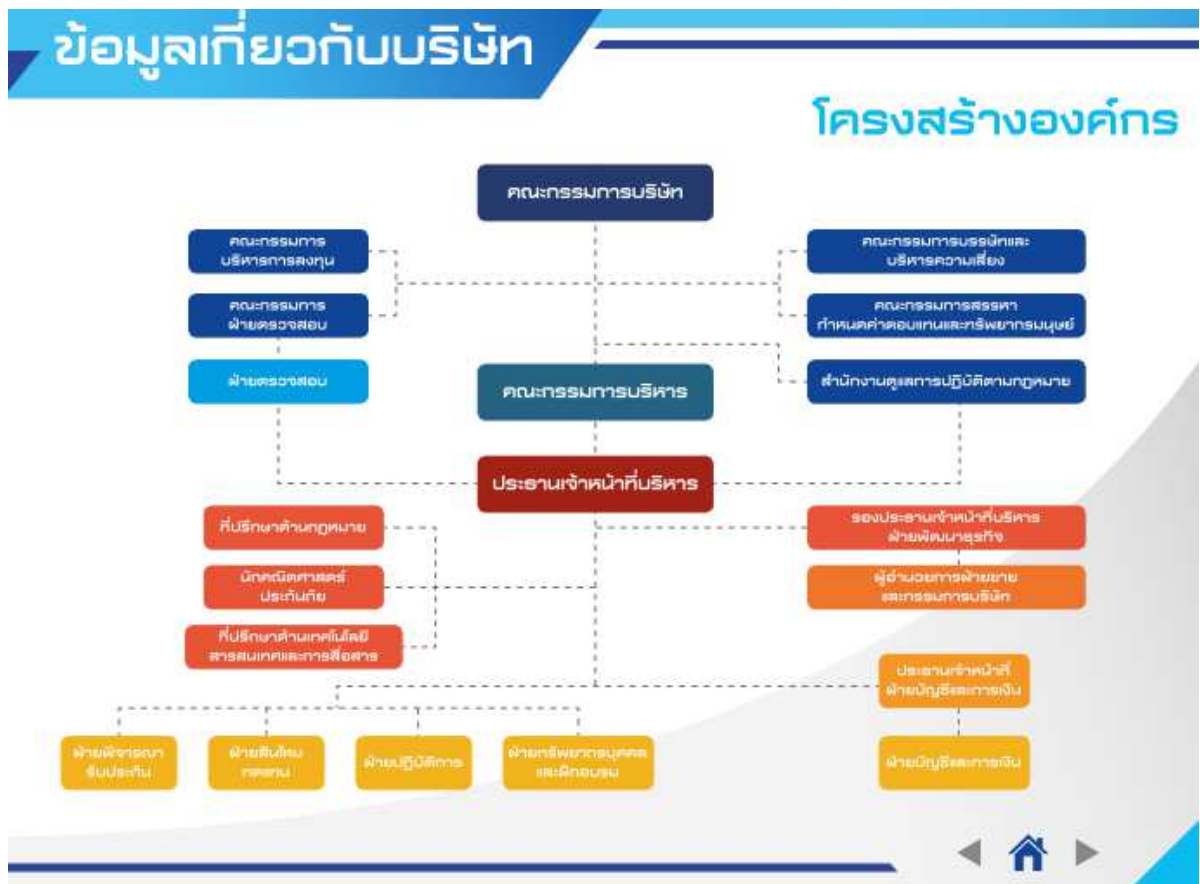 ข้อมูลเกี่ยวกับบริษัท
โครงสร้างองค์กร
คณะกรรมการบริษัท
คณะกรรมการ
บริหารการลงทุน
คณะกรรมการบรรษัทและ
บริหารความเสี่ยง
คณะกรรมการ
ฝ่ายตรวจสอบ
คณะกรรมการสรรหา
กำหนดค่าตอบแทนและทรัพยากรมนุษย์
ฝ่ายตรวจสอบ
คณะกรรมการบริหาร
สำนักงานดูแลการปฏิบัติตามกฎหมาย
ประธานเจ้าหน้าที่บริหาร
ที่ปรึกษาด้านกฎหมาย
รองประธานเจ้าหน้าที่บริหาร
ฝ่ายพัฒนาธุรกิจ
นักคณิตศาสตร์
ประกันภัย
ผู้อำนวยการฝ่ายขาย
และกรรมการบริษัท
ที่ปรึกษาด้านเทคโนโลยี
สารสนเทศและการสื่อสาร
ประธานเจ้าหน้าที่
ฝ่ายบัญชีและการเงิน
ฝ่ายพิจารณา
รับประกัน
ฝ่ายสินไหม
ทดแทน
ฝ่ายปฏิบัติการ
ฝ่ายทรัพยากรบุคคล
และฝึกอบรม
ฝ่ายบัญชีและการเงิน